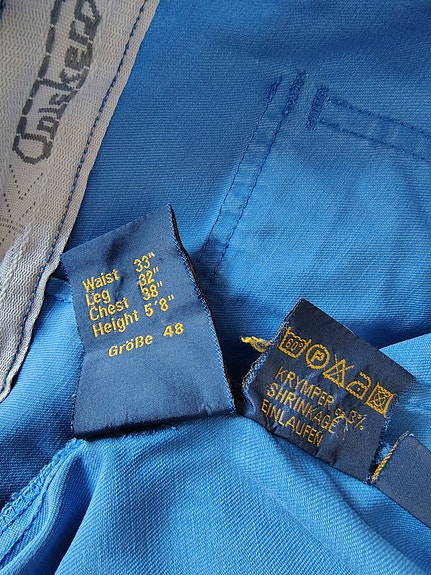 Waist 33"
Leg 32"
Chest 38"
Height 5'8"
Größe 48
60°
P
KRYMPER
SHRINKAGE 3%
EINLAUFEN